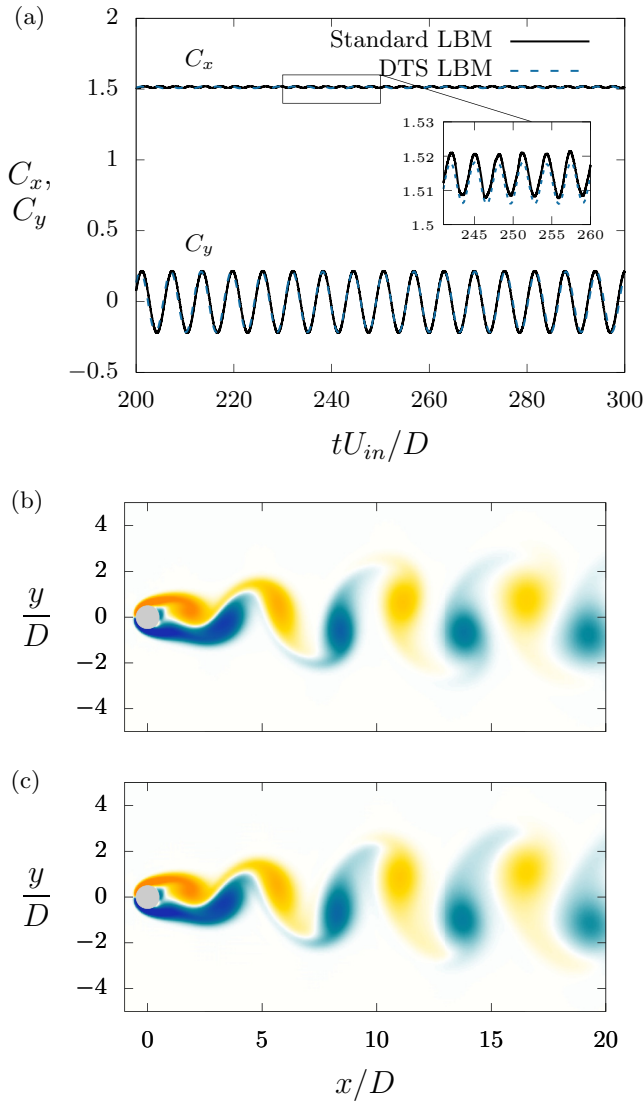 (a)
2
1.5
1
0.5
0
−0.5
C_x,
C_y
C_x
C_y
Standard LBM
DTS LBM
1.53
1.52
1.51
1.5
245 250 255 260
200 220 240 260 280 300
tU_in/D
(b)
4
2
0
−2
−4
y/D
(c)
4
2
0
−2
−4
y/D
0 5 10 15 20
x/D